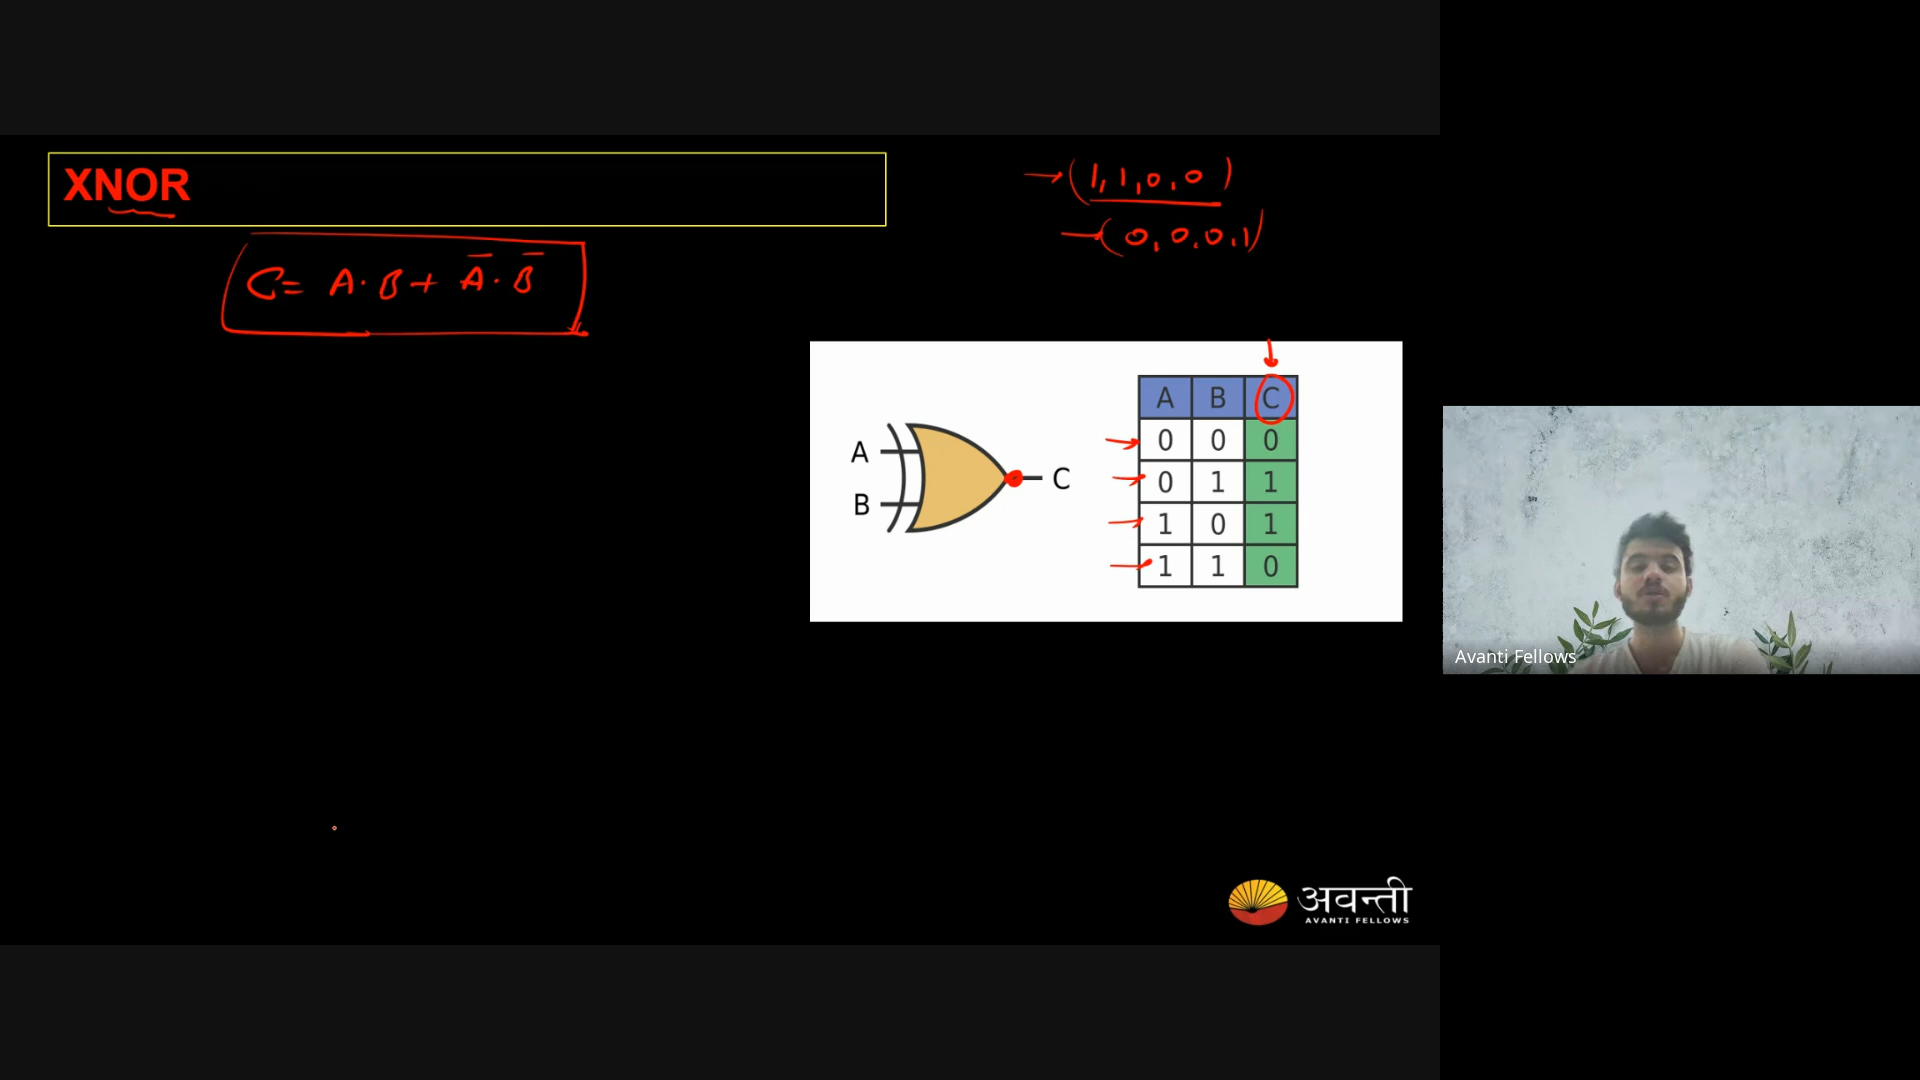 XNOR
→ (1, 1, 0, 0)
→ (0, 0, 0, 1)
C = A · B + A̅ · B̅
A
B
C
A B C
0 0 0
0 1 1
1 0 1
1 1 0
Avanti Fellows
अवन्ती
AVANTI FELLOWS